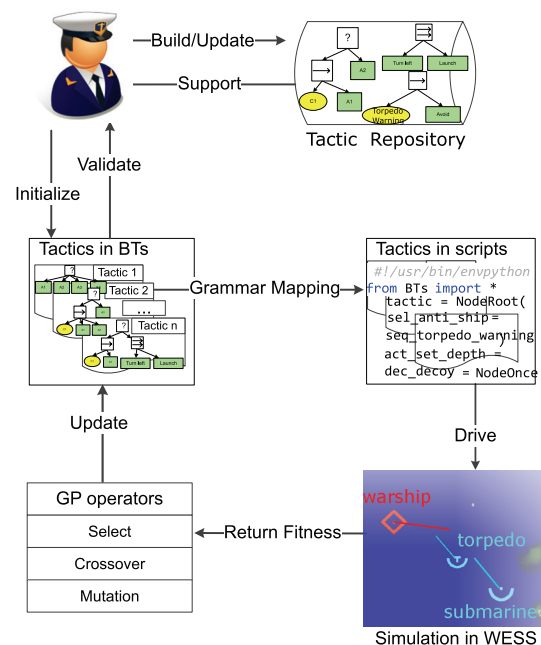 Build/Update
Support
?
A2
C1
A1
Turn left
Launch
Torpedo
Warning
Avoid
Tactic Repository
Validate
Initialize
Tactics in BTs
?
Tactic 1
A1
A2
A3
Tactic 2
?
...
Tactic n
?
Turn left
Launch
Grammar Mapping
Tactics in scripts
#!/usr/bin/envpython
from BTs import *
tactic = NodeRoot(
sel_anti_ship=
seq_torpedo_warning
)
act_set_depth =
dec_decoy = NodeOnce
Update
Drive
GP operators
Select
Crossover
Mutation
Return Fitness
warship
torpedo
submarine
Simulation in WESS